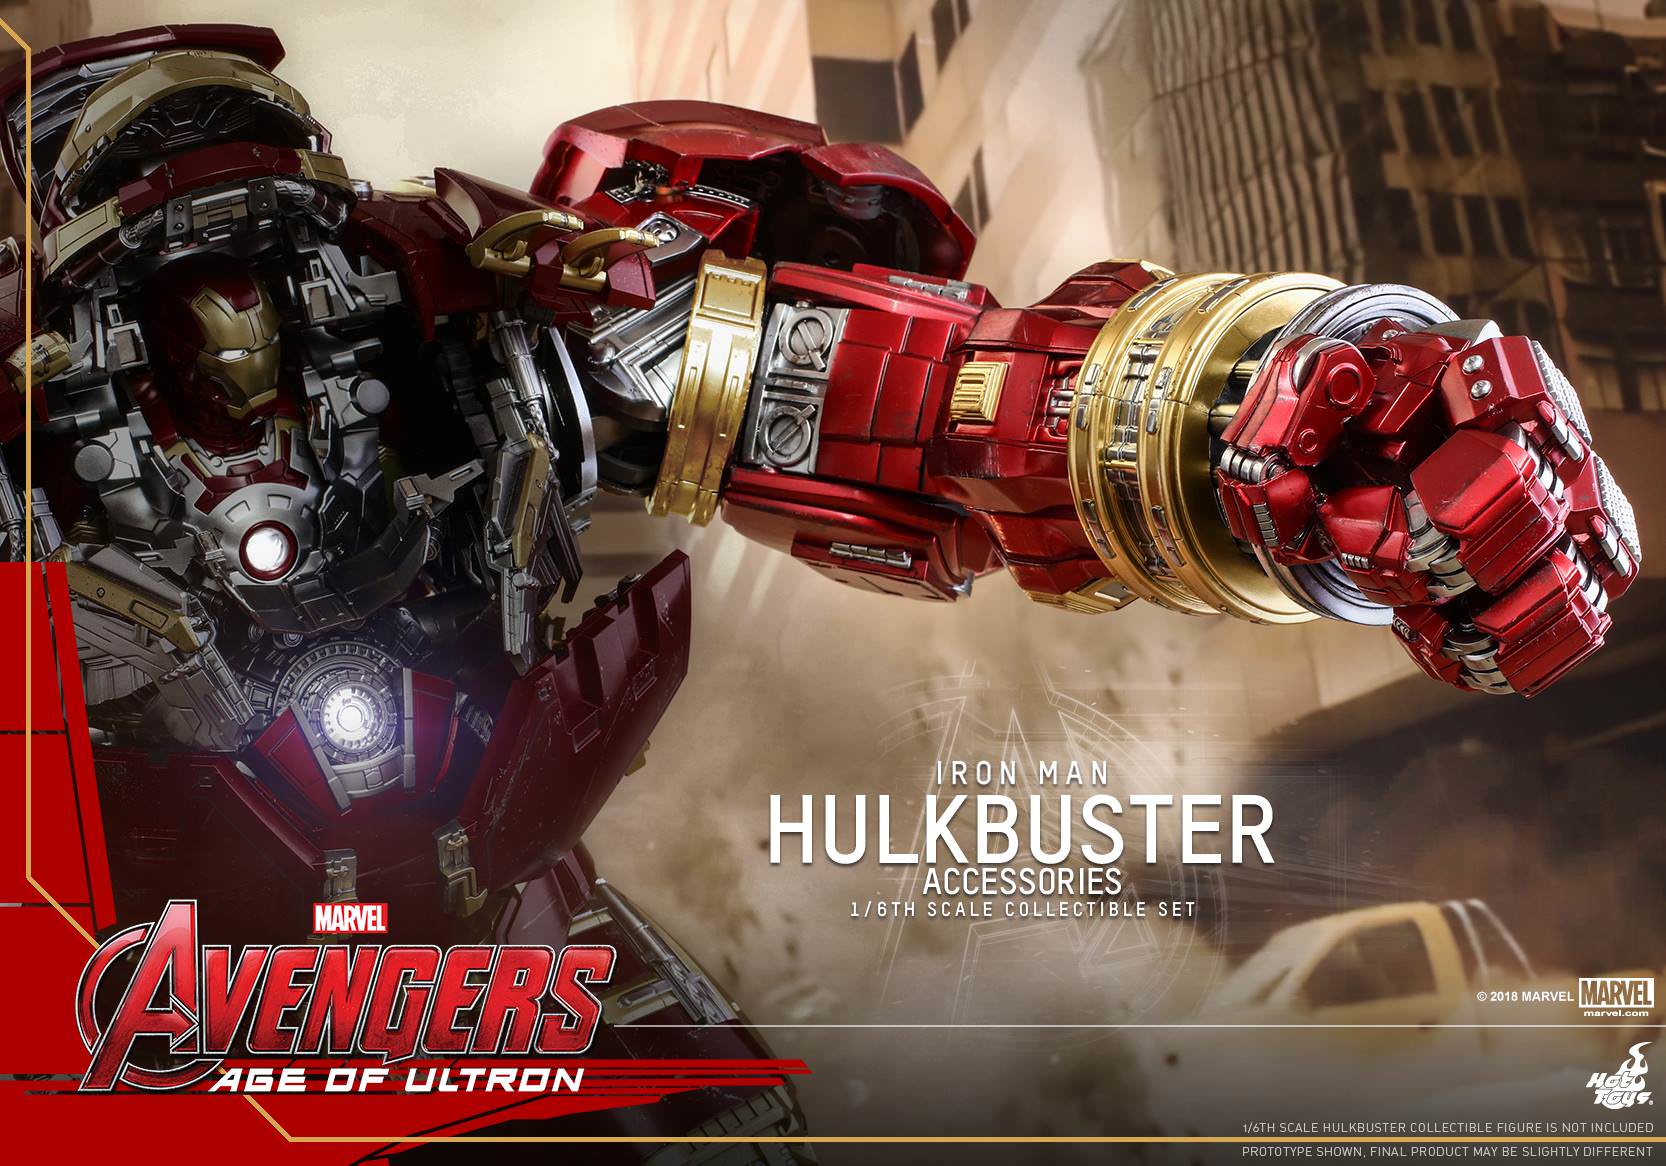 IRON MAN
HULKBUSTER
ACCESSORIES
1/6TH SCALE COLLECTIBLE SET
MARVEL
AVENGERS
AGE OF ULTRON
© 2018 MARVEL MARVEL
marvel.com
Hot
Toys.
1/6TH SCALE HULKBUSTER COLLECTIBLE FIGURE IS NOT INCLUDED
PROTOTYPE SHOWN, FINAL PRODUCT MAY BE SLIGHTLY DIFFERENT